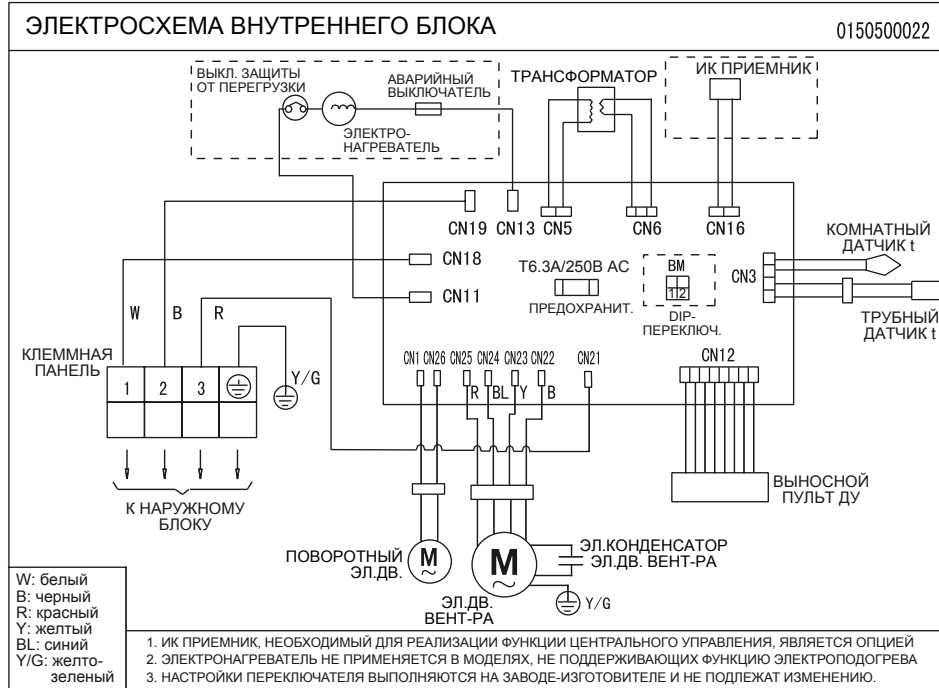 ЭЛЕКТРОСХЕМА ВНУТРЕННЕГО БЛОКА
0150500022
ВЫКЛ. ЗАЩИТЫ
ОТ ПЕРЕГРУЗКИ
АВАРИЙНЫЙ
ВЫКЛЮЧАТЕЛЬ
ЭЛЕКТРО-
НАГРЕВАТЕЛЬ
ТРАНСФОРМАТОР
ИК ПРИЕМНИК
CN19 CN13 CN5 CN6 CN16
CN18
CN11
T6.3A/250B AC
ПРЕДОХРАНИТ.
BM
1 2
DIP-
ПЕРЕКЛЮЧ.
CN3
КОМНАТНЫЙ
ДАТЧИК t
ТРУБНЫЙ
ДАТЧИК t
W B R
КЛЕММНАЯ
ПАНЕЛЬ
1 2 3
Y/G
CN1 CN26 CN25 CN24 CN23 CN22 CN21
R BL Y B
CN12
К НАРУЖНОМУ
БЛОКУ
ВЫНОСНОЙ
ПУЛЬТ ДУ
ПОВОРОТНЫЙ
ЭЛ.ДВ.
M
~
M
~
ЭЛ.ДВ.
ВЕНТ-РА
ЭЛ.КОНДЕНСАТОР
ЭЛ.ДВ. ВЕНТ-РА
Y/G
W: белый
B: черный
R: красный
Y: желтый
BL: синий
Y/G: желто-
зеленый
1. ИК ПРИЕМНИК, НЕОБХОДИМЫЙ ДЛЯ РЕАЛИЗАЦИИ ФУНКЦИИ ЦЕНТРАЛЬНОГО УПРАВЛЕНИЯ, ЯВЛЯЕТСЯ ОПЦИЕЙ
2. ЭЛЕКТРОНАГРЕВАТЕЛЬ НЕ ПРИМЕНЯЕТСЯ В МОДЕЛЯХ, НЕ ПОДДЕРЖИВАЮЩИХ ФУНКЦИЮ ЭЛЕКТРОПОДОГРЕВА
3. НАСТРОЙКИ ПЕРЕКЛЮЧАТЕЛЯ ВЫПОЛНЯЮТСЯ НА ЗАВОДЕ-ИЗГОТОВИТЕЛЕ И НЕ ПОДЛЕЖАТ ИЗМЕНЕНИЮ.